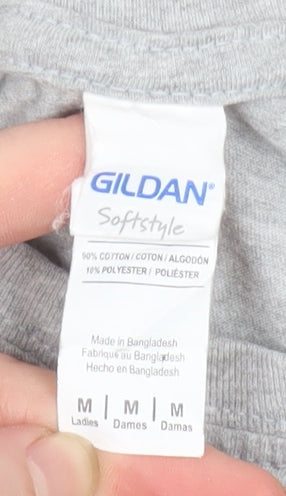 GILDAN®
Softstyle
90% COTTON / COTON / ALGODÓN
10% POLYESTER / POLIÉSTER
Made in Bangladesh
Fabriqué au Bangladesh
Hecho en Bangladesh
M | M | M
Ladies Dames Damas